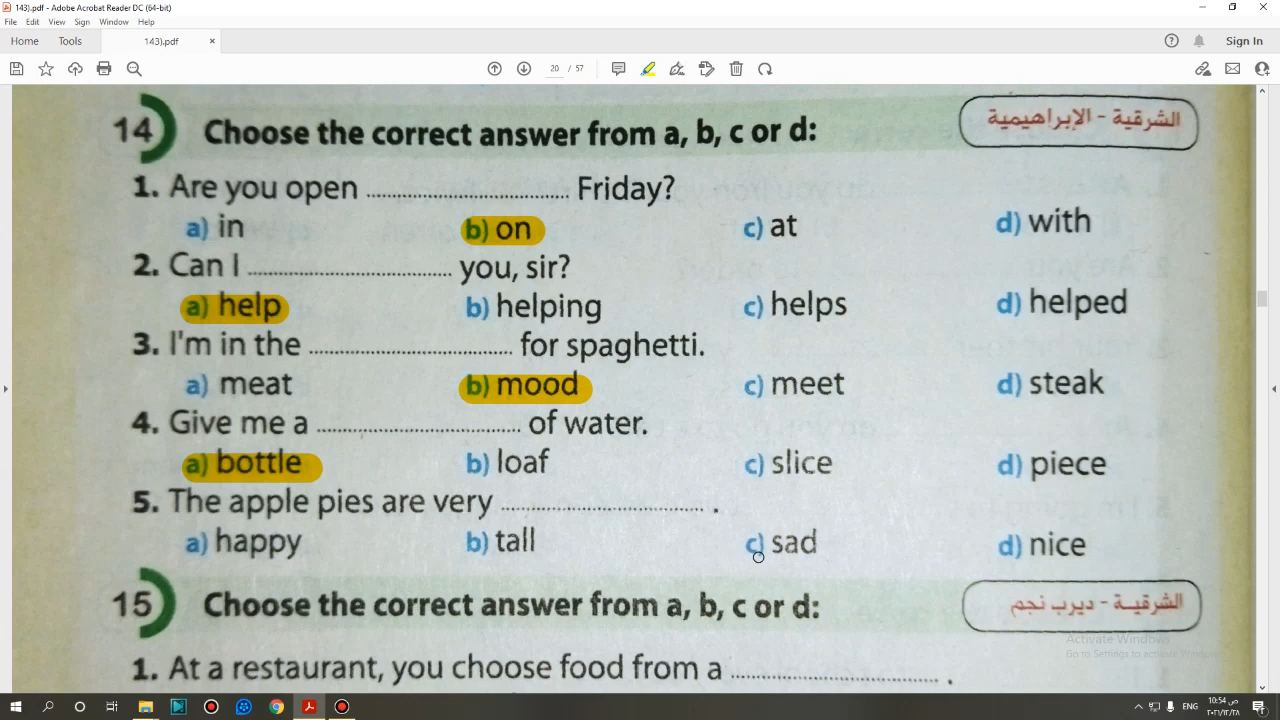 143).pdf - Adobe Acrobat Reader DC (64-bit)
File Edit View Sign Window Help
Home Tools 143).pdf × Sign In
20 / 57
14 Choose the correct answer from a, b, c or d: الشرقية - الإبراهيمية
1. Are you open .......................... Friday?
a) in b) on c) at d) with
2. Can I .......................... you, sir?
a) help b) helping c) helps d) helped
3. I'm in the .......................... for spaghetti.
a) meat b) mood c) meet d) steak
4. Give me a .......................... of water.
a) bottle b) loaf c) slice d) piece
5. The apple pies are very .......................... .
a) happy b) tall c) sad d) nice
15 Choose the correct answer from a, b, c or d: الشرقية - ديرب نجم
Activate Windows
Go to Settings to activate Windows.
1. At a restaurant, you choose food from a .......................... .
ENG 10:54 ص
٢٠٢١/١٢/٢٨